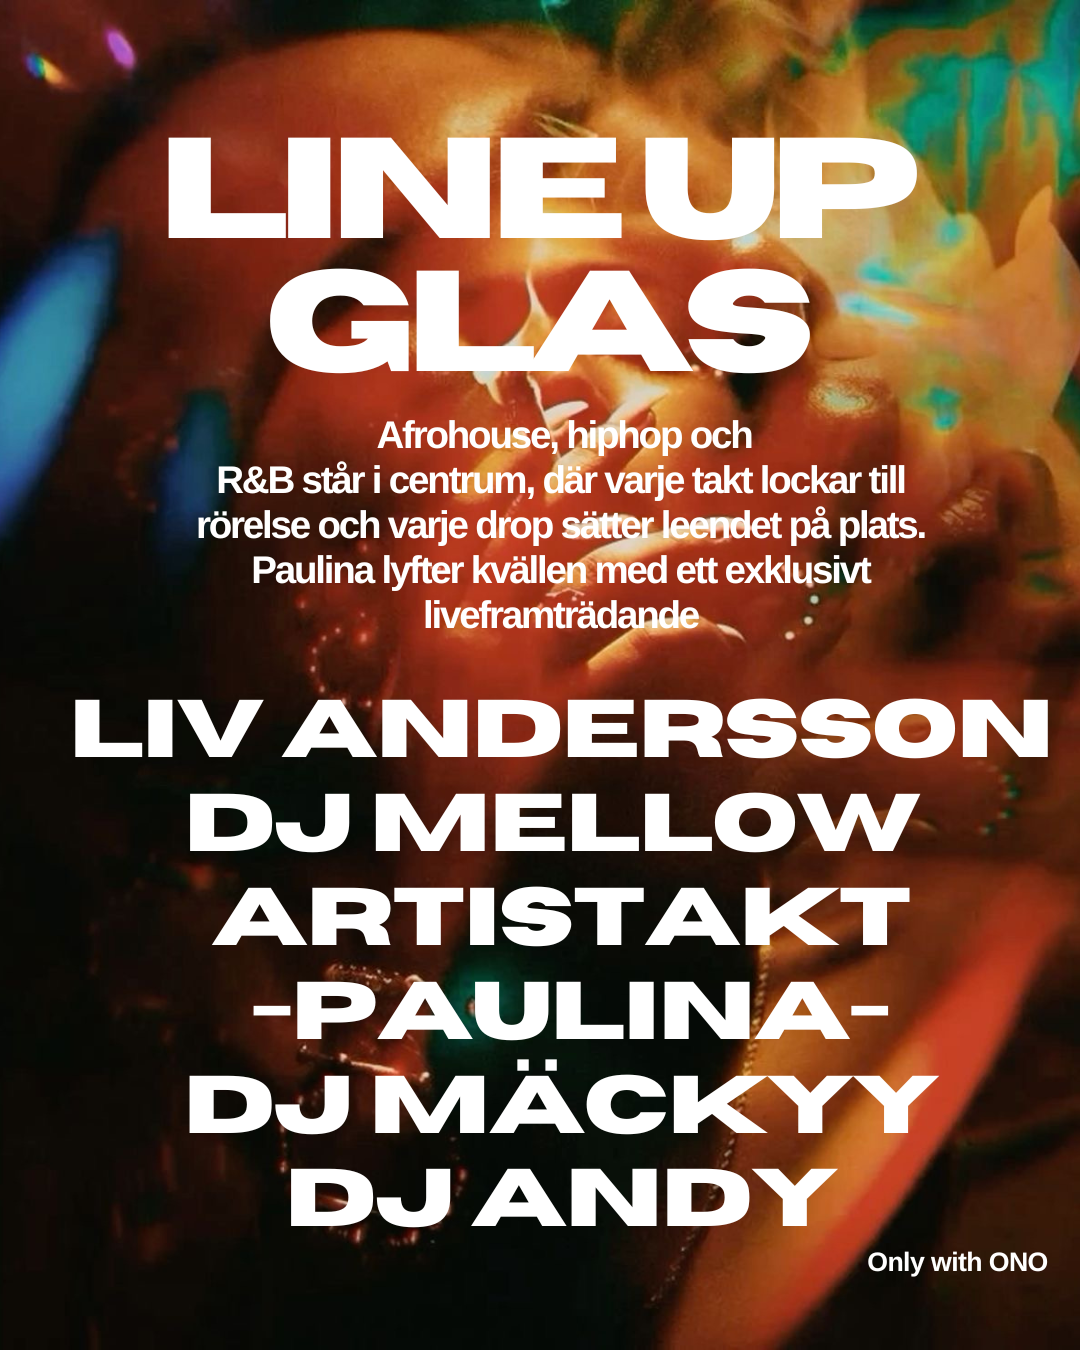 LINE UP
GLAS
Afrohouse, hiphop och
R&B står i centrum, där varje takt lockar till
rörelse och varje drop sätter leendet på plats.
Paulina lyfter kvällen med ett exklusivt
liveframträdande
LIV ANDERSSON
DJ MELLOW
ARTISTAKT
-PAULINA-
DJ MÄCKYY
DJ ANDY
Only with ONO